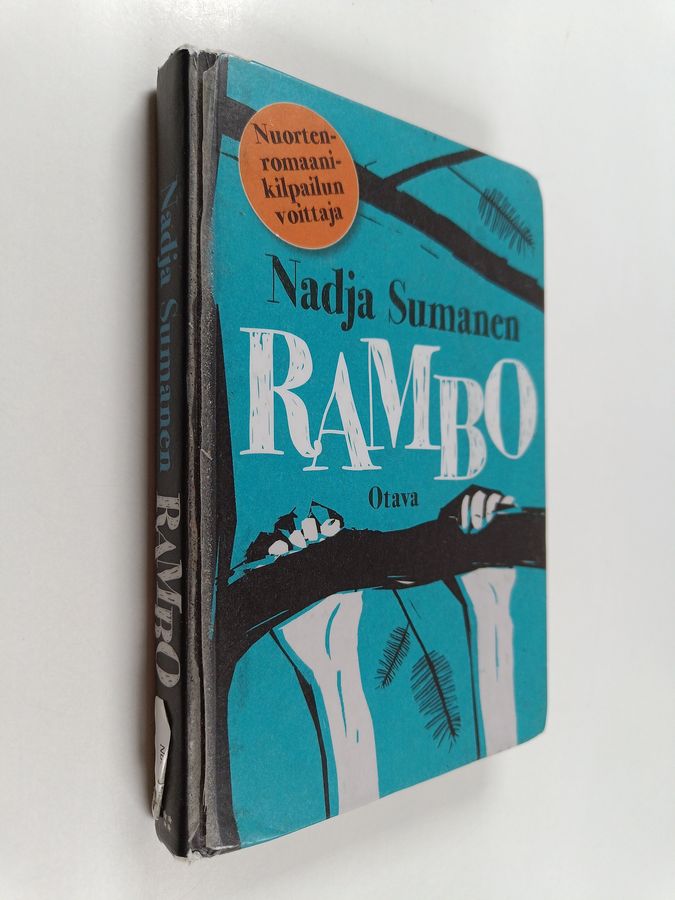 Nuorten-
romaani-
kilpailun
voittaja
Nadja Sumanen
RAMBO
Otava
Nadja Sumanen RAMBO